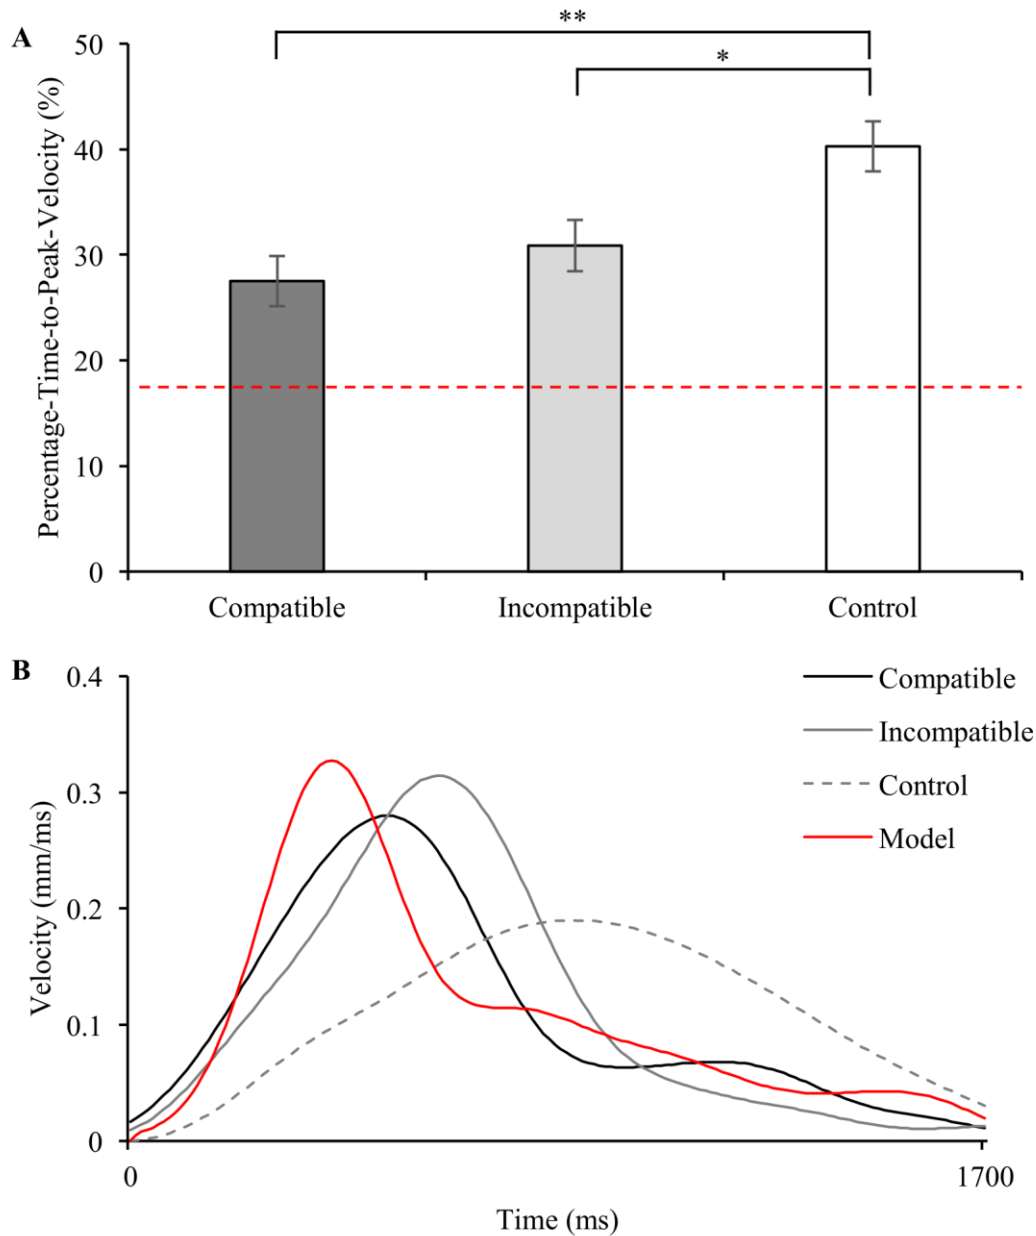 A
**
*
Percentage-Time-to-Peak-Velocity (%)
50
40
30
20
10
0
Compatible
Incompatible
Control
B
Velocity (mm/ms)
0.4
0.3
0.2
0.1
0
Compatible
Incompatible
Control
Model
0
1700
Time (ms)